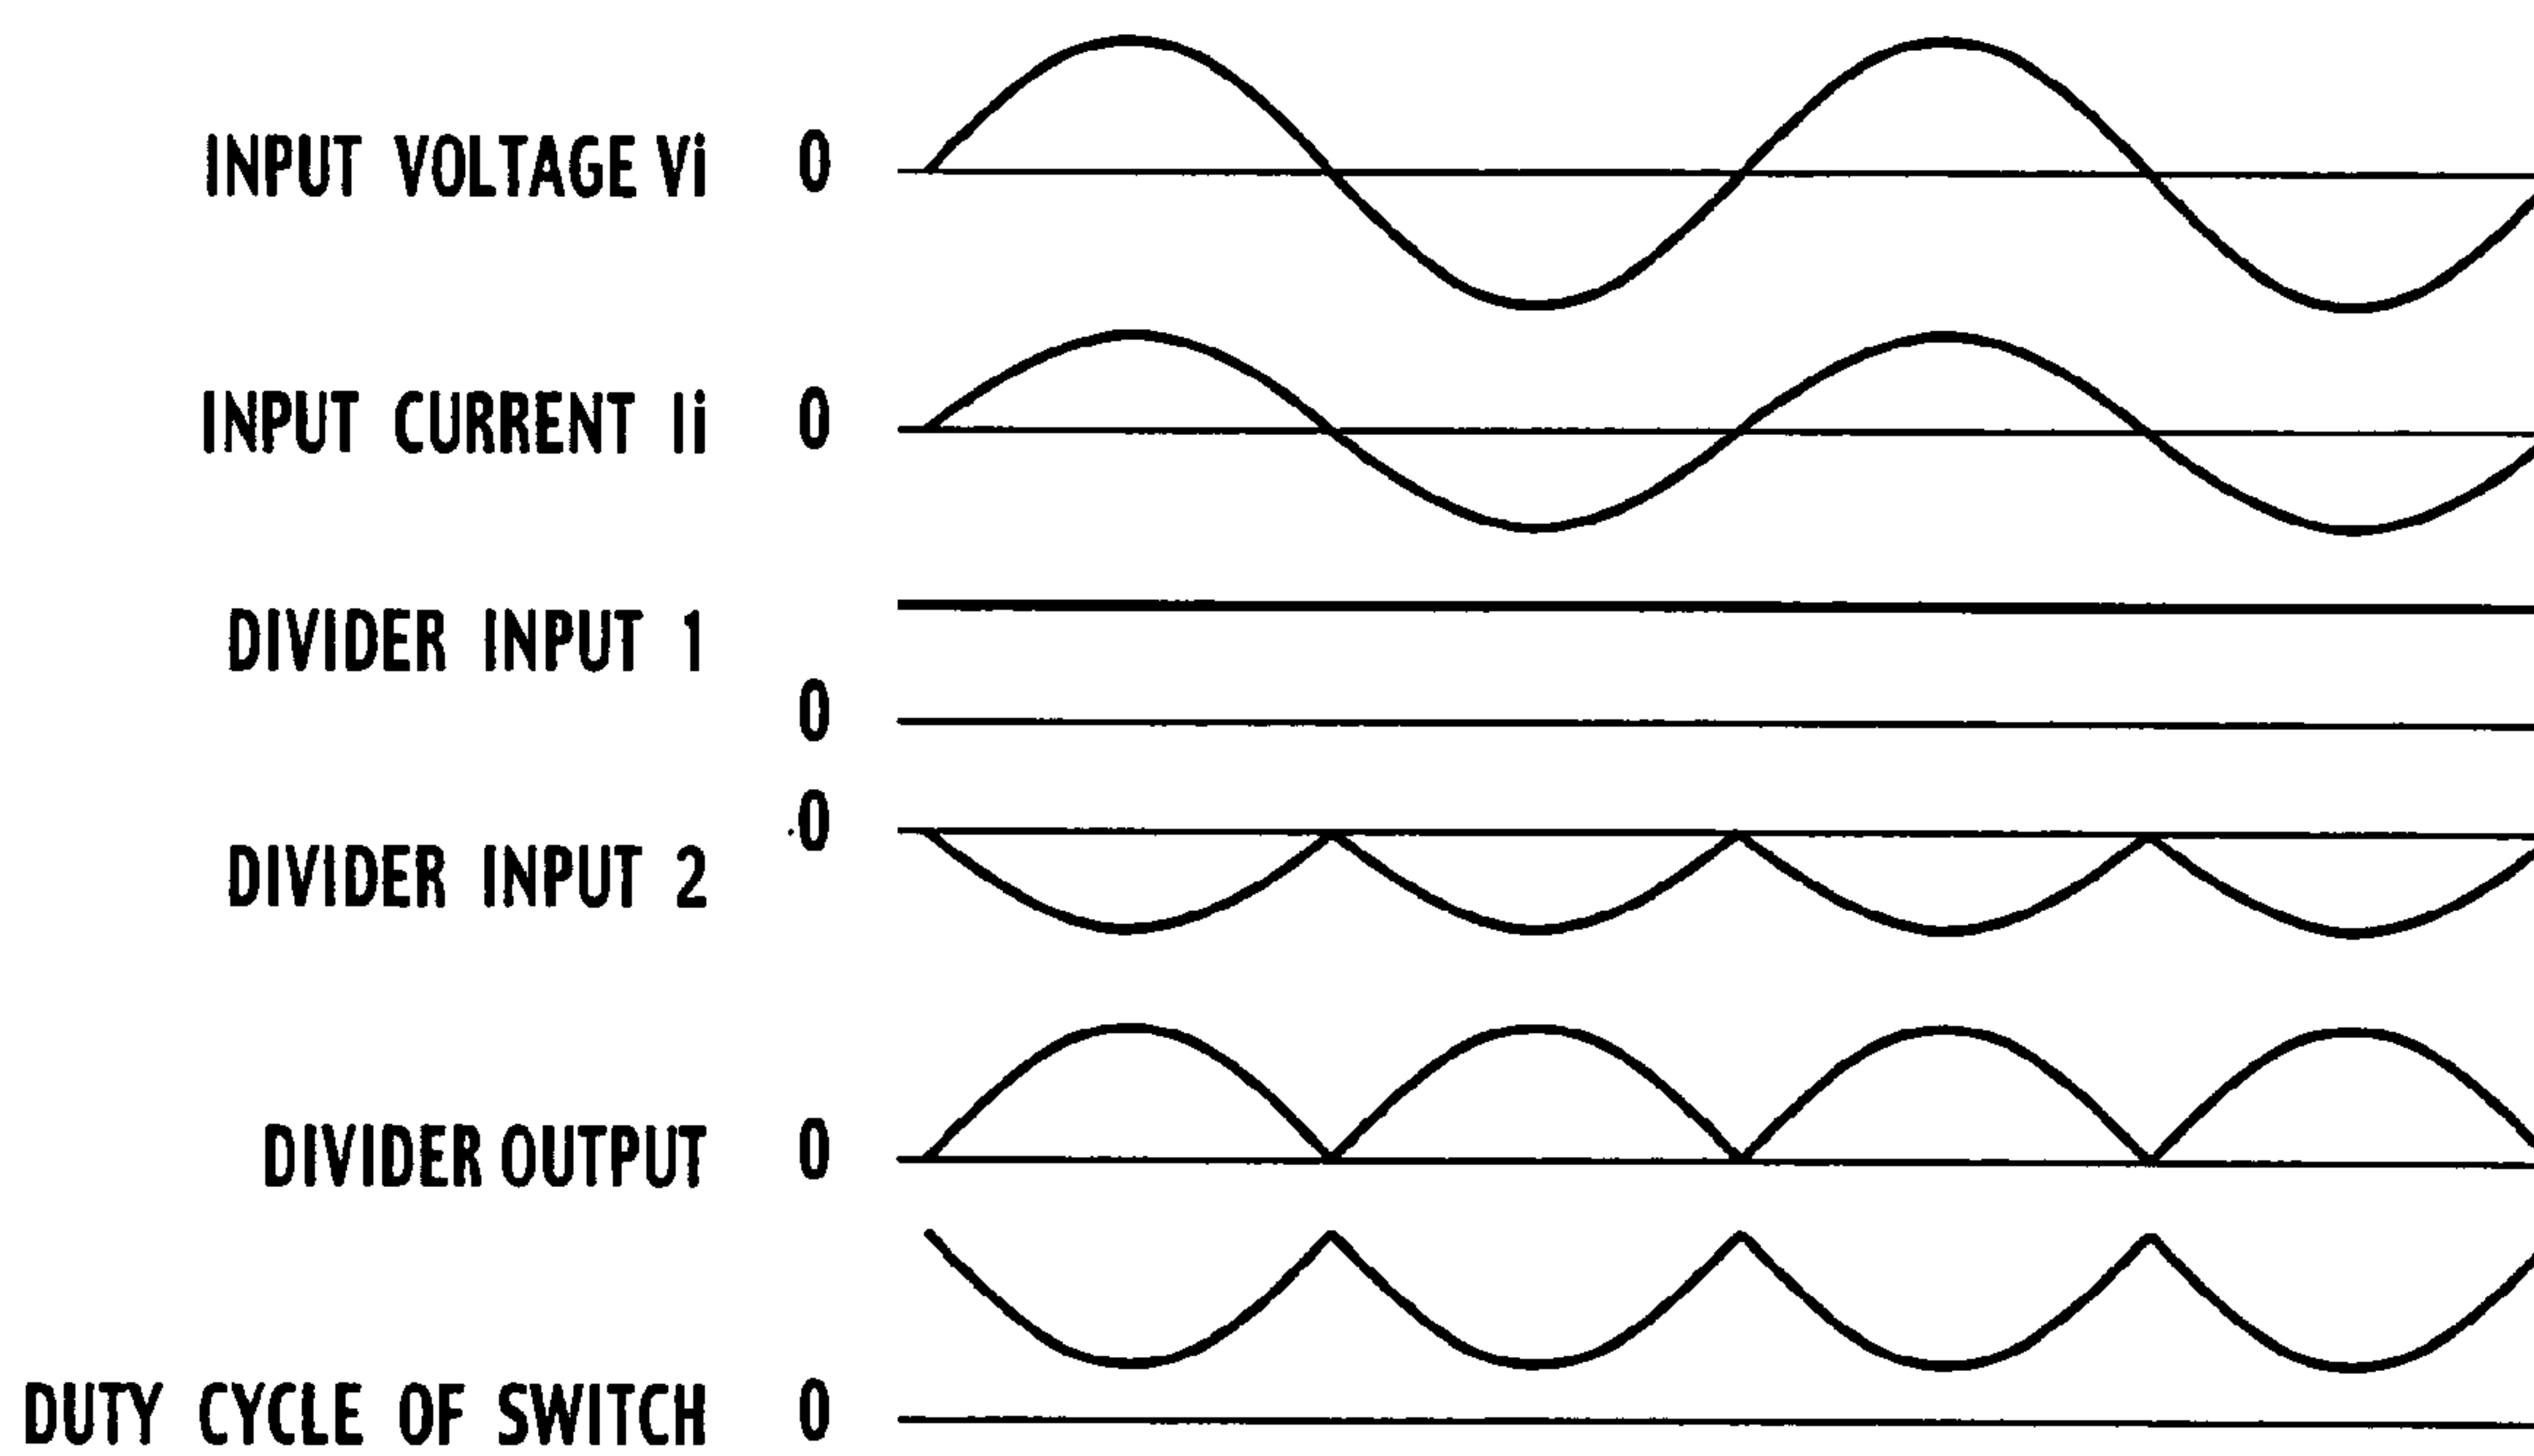 INPUT VOLTAGE Vi 0
INPUT CURRENT Ii 0
DIVIDER INPUT 1
0
0
DIVIDER INPUT 2
DIVIDER OUTPUT 0
DUTY CYCLE OF SWITCH 0